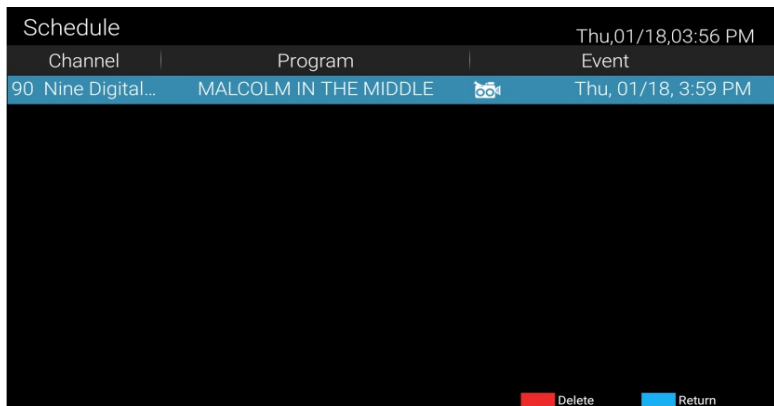 Schedule
Thu,01/18,03:56 PM
Channel Program Event
90 Nine Digital... MALCOLM IN THE MIDDLE Thu, 01/18, 3:59 PM
Delete Return